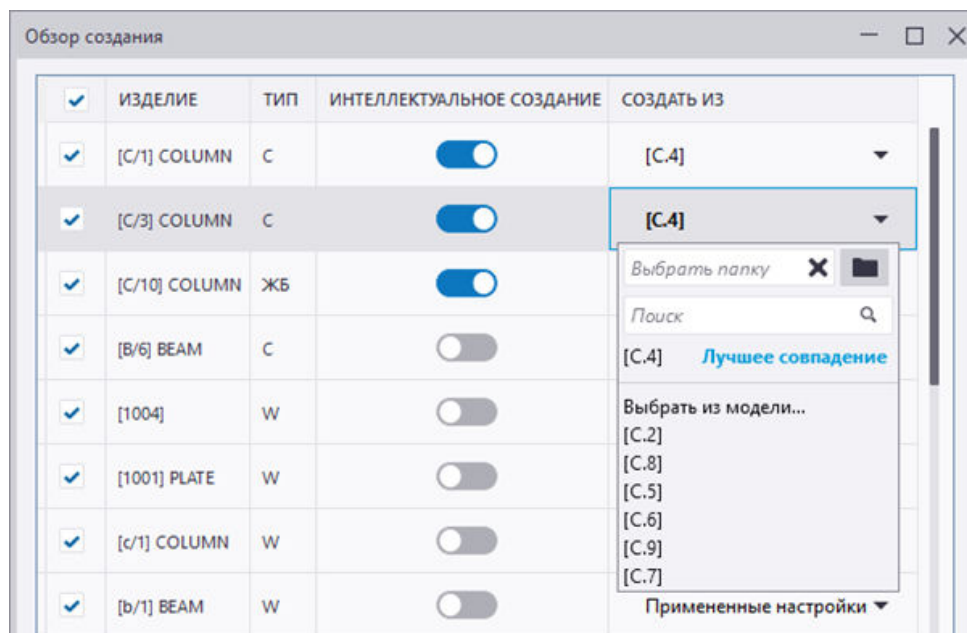 Обзор создания
ИЗДЕЛИЕ ТИП ИНТЕЛЛЕКТУАЛЬНОЕ СОЗДАНИЕ СОЗДАТЬ ИЗ
[C/1] COLUMN C [C.4]
[C/3] COLUMN C [C.4]
[C/10] COLUMN ЖБ
[B/6] BEAM C
[1004] W
[1001] PLATE W
[c/1] COLUMN W
[b/1] BEAM W Примененные настройки
Выбрать папку
Поиск
[C.4] Лучшее совпадение
Выбрать из модели...
[C.2]
[C.8]
[C.5]
[C.6]
[C.9]
[C.7]